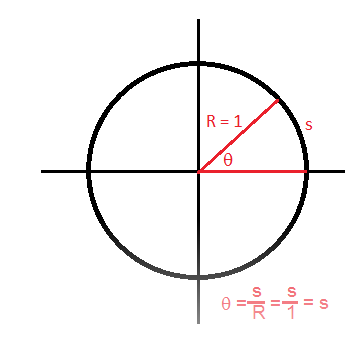 R = 1
s
θ
θ = s/R = s/1 = s